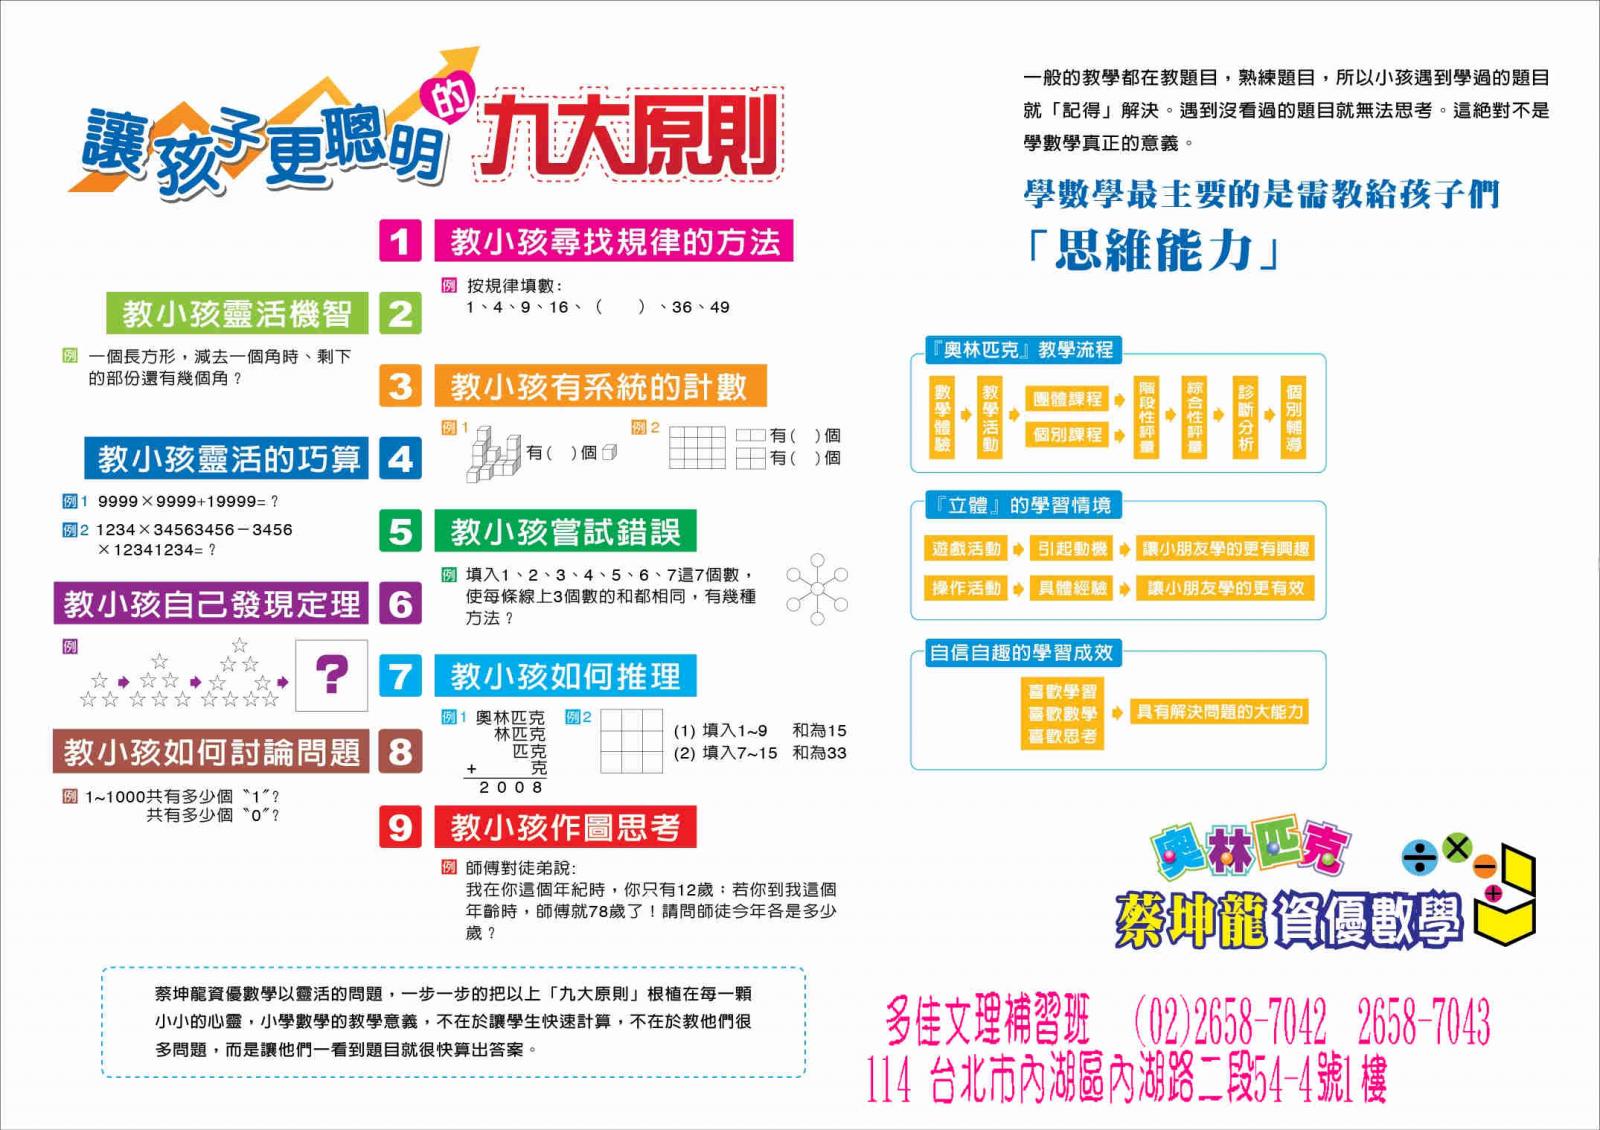 讓孩子更聰明的九大原則
1 教小孩尋找規律的方法
例 按規律填數:
1、4、9、16、（　　）、36、49
教小孩靈活機智 2
例 一個長方形，減去一個角時、剩下
的部份還有幾個角？
3 教小孩有系統的計數
例1 有(　)個
例2 有(　)個
有(　)個
教小孩靈活的巧算 4
例1 9999×9999+19999=？
例2 1234×34563456－3456
×12341234=？
5 教小孩嘗試錯誤
例 填入1、2、3、4、5、6、7這7個數，
使每條線上3個數的和都相同，有幾種
方法？
教小孩自己發現定理 6
例
?
7 教小孩如何推理
例1 奧林匹克
林匹克
匹克
+ 克
2008
例2
(1) 填入1~9 和為15
(2) 填入7~15 和為33
教小孩如何討論問題 8
例 1~1000共有多少個〝1〞?
共有多少個〝0〞?
9 教小孩作圖思考
例 師傅對徒弟說:
我在你這個年紀時，你只有12歲；若你到我這個
年齡時，師傅就78歲了！請問師徒今年各是多少
歲？
蔡坤龍資優數學以靈活的問題，一步一步的把以上「九大原則」根植在每一顆
小小的心靈，小學數學的教學意義，不在於讓學生快速計算，不在於教他們很
多問題，而是讓他們一看到題目就很快算出答案。
一般的教學都在教題目，熟練題目，所以小孩遇到學過的題目
就「記得」解決。遇到沒看過的題目就無法思考。這絕對不是
學數學真正的意義。
學數學最主要的是需教給孩子們
「思維能力」
『奧林匹克』教學流程
數學體驗
教學活動
團體課程
個別課程
階段性評量
綜合性評量
診斷分析
個別輔導
『立體』的學習情境
遊戲活動 引起動機 讓小朋友學的更有興趣
操作活動 具體經驗 讓小朋友學的更有效
自信自趣的學習成效
喜歡學習
喜歡數學
喜歡思考
具有解決問題的大能力
奧林匹克
÷ × − +
蔡坤龍資優數學
多佳文理補習班 (02)2658-7042 2658-7043
114 台北市內湖區內湖路二段54-4號1樓